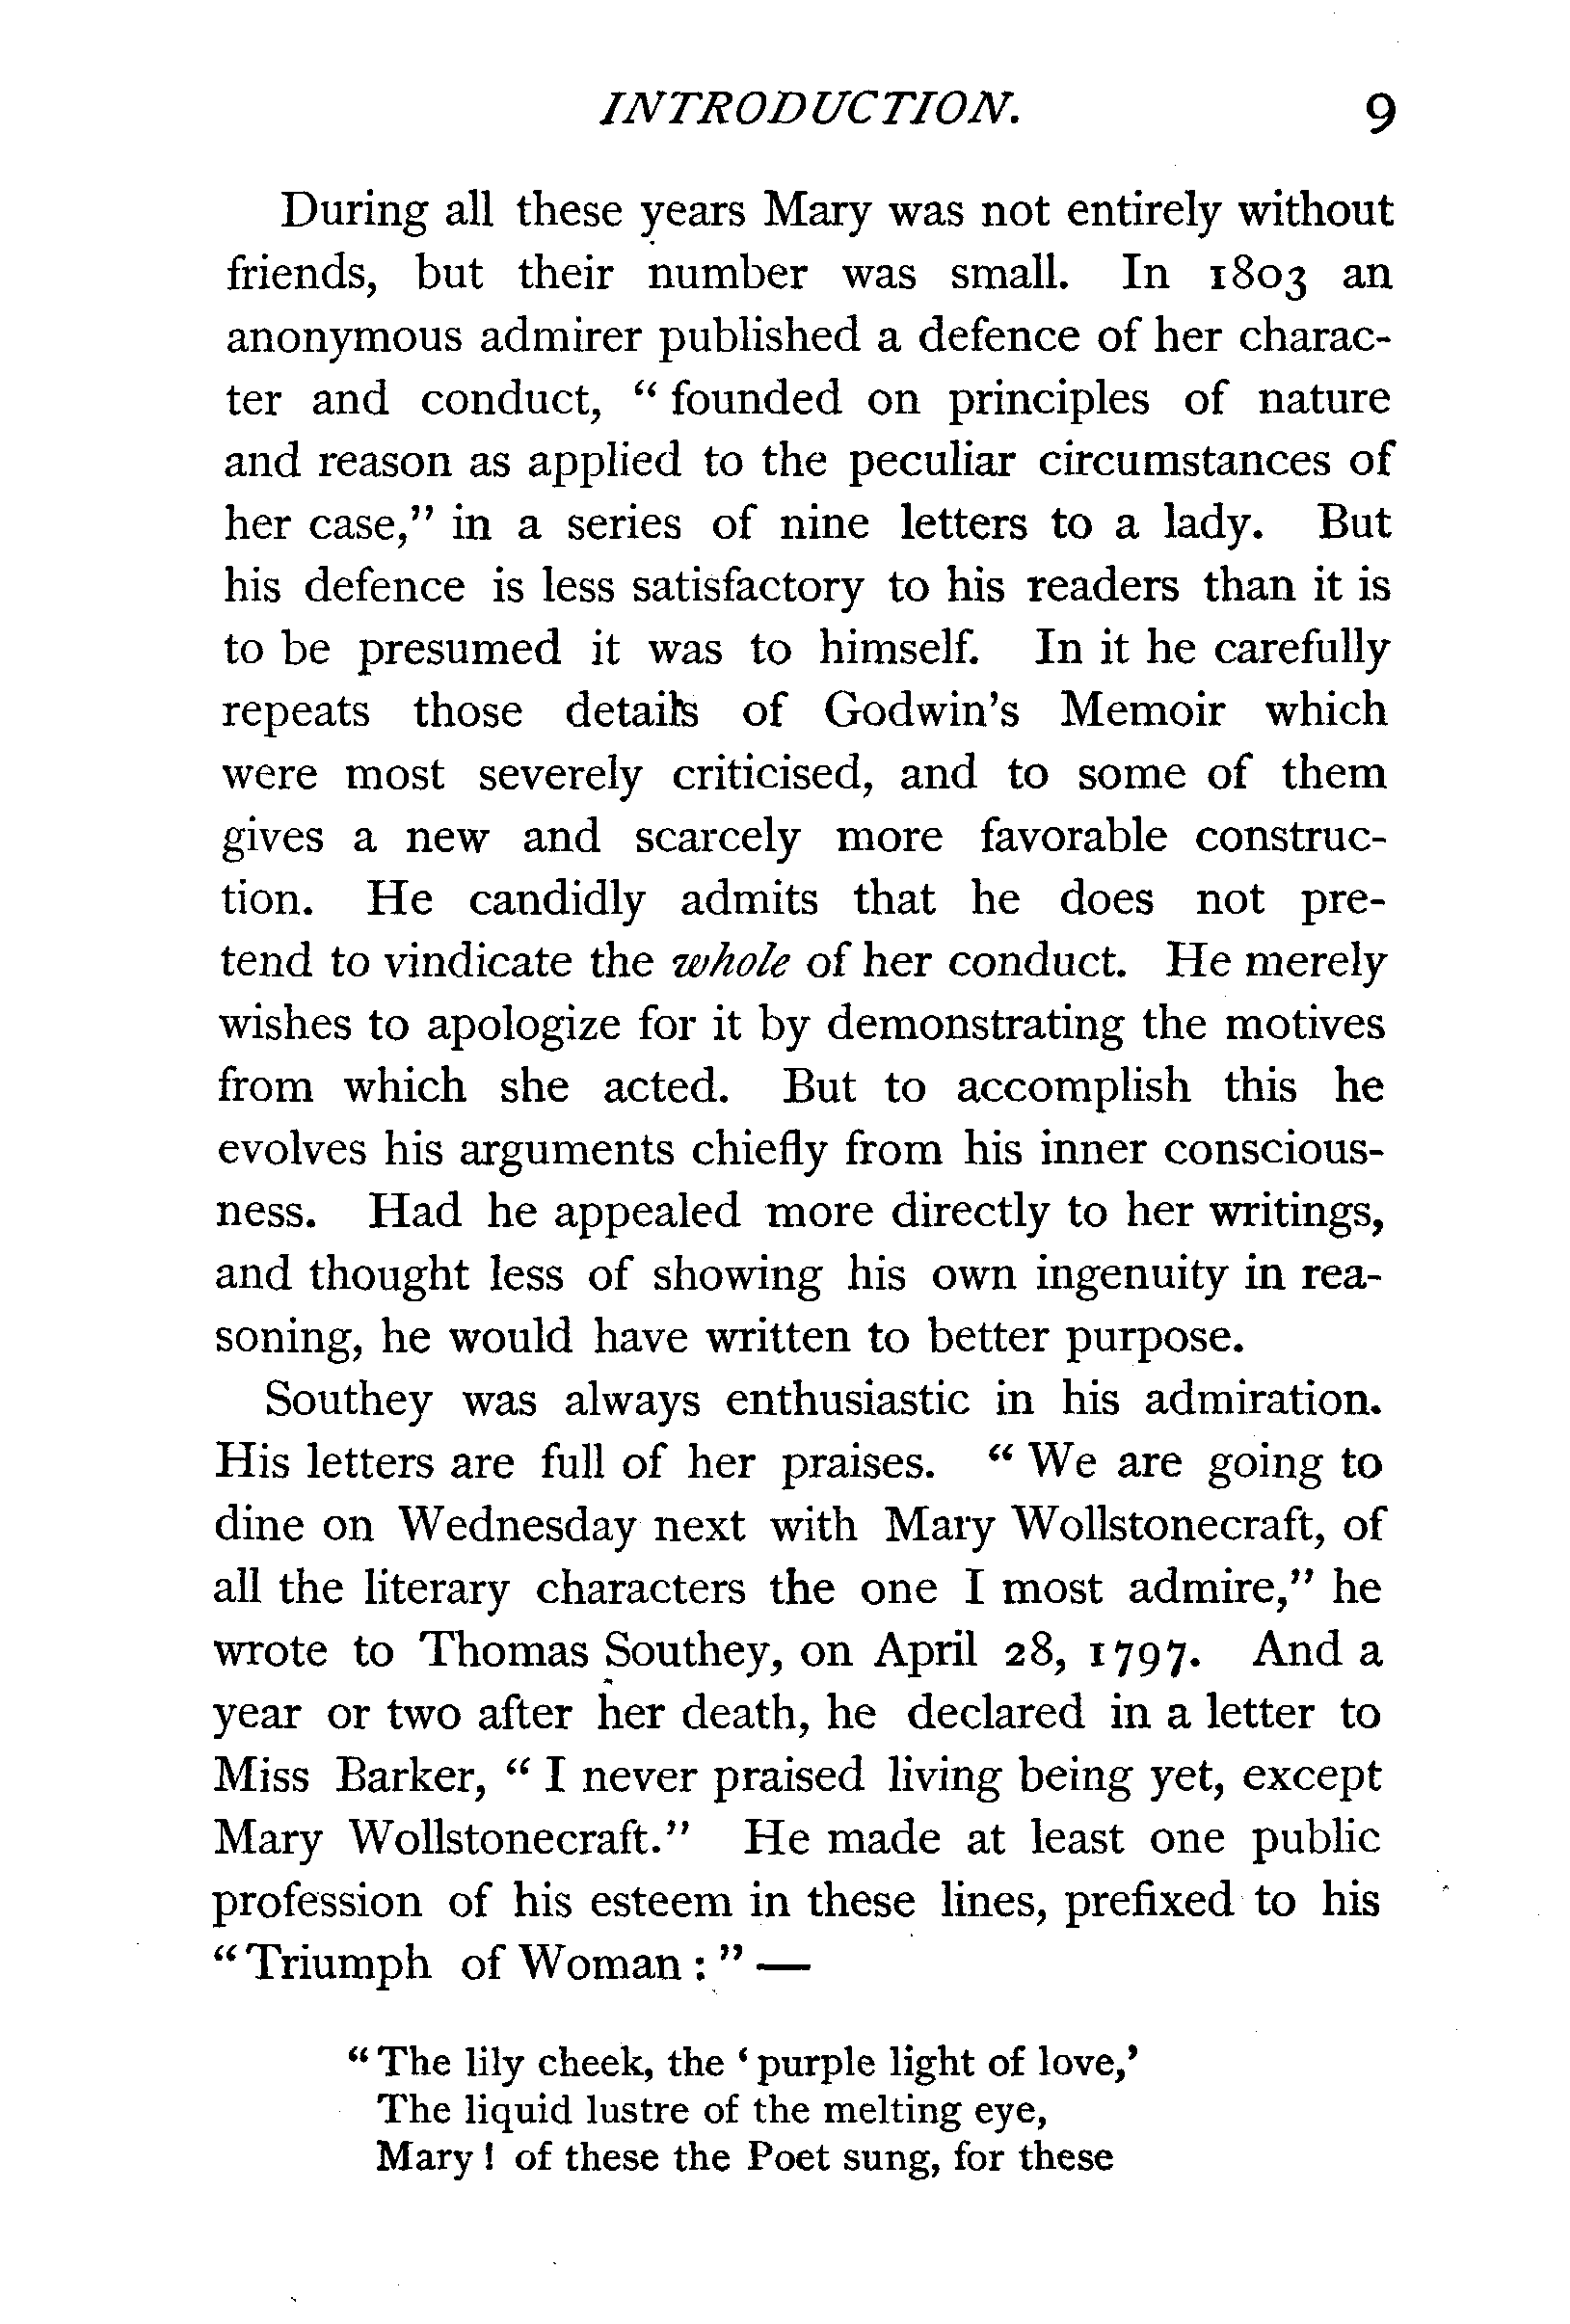 INTRODUCTION. 9
During all these years Mary was not entirely without
friends, but their number was small. In 1803 an
anonymous admirer published a defence of her charac-
ter and conduct, “founded on principles of nature
and reason as applied to the peculiar circumstances of
her case,” in a series of nine letters to a lady. But
his defence is less satisfactory to his readers than it is
to be presumed it was to himself. In it he carefully
repeats those details of Godwin's Memoir which
were most severely criticised, and to some of them
gives a new and scarcely more favorable construc-
tion. He candidly admits that he does not pre-
tend to vindicate the whole of her conduct. He merely
wishes to apologize for it by demonstrating the motives
from which she acted. But to accomplish this he
evolves his arguments chiefly from his inner conscious-
ness. Had he appealed more directly to her writings,
and thought less of showing his own ingenuity in rea-
soning, he would have written to better purpose.
Southey was always enthusiastic in his admiration.
His letters are full of her praises. “We are going to
dine on Wednesday next with Mary Wollstonecraft, of
all the literary characters the one I most admire,” he
wrote to Thomas Southey, on April 28, 1797. And a
year or two after her death, he declared in a letter to
Miss Barker, “I never praised living being yet, except
Mary Wollstonecraft.” He made at least one public
profession of his esteem in these lines, prefixed to his
“Triumph of Woman:”—
“The lily cheek, the ‘purple light of love,’
The liquid lustre of the melting eye,
Mary! of these the Poet sung, for these